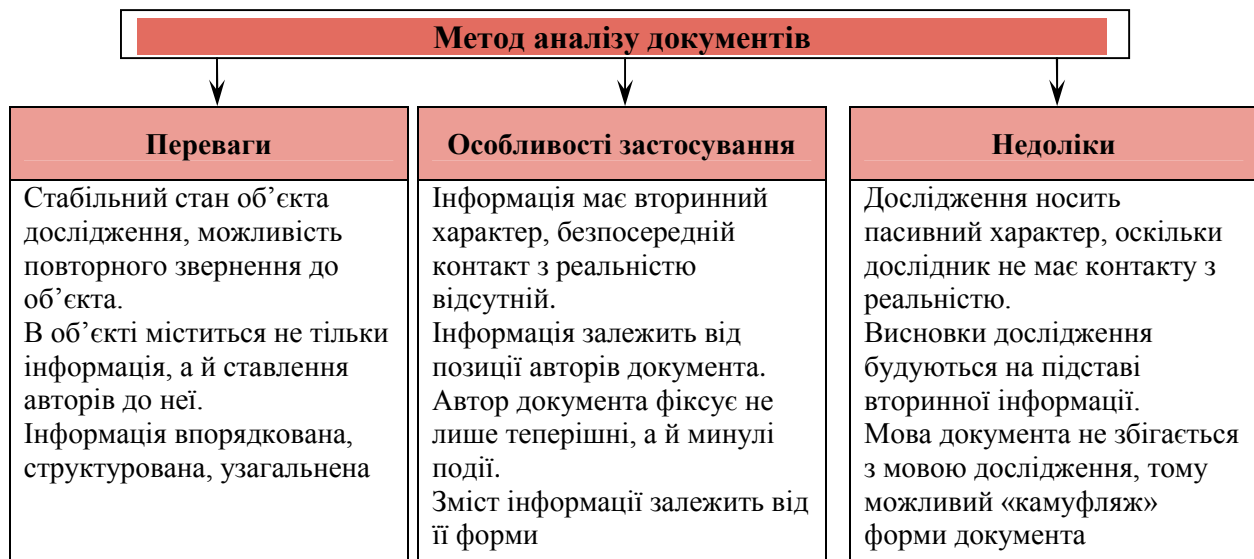 Метод аналізу документів
Переваги
Стабільний стан об’єкта
дослідження, можливість
повторного звернення до
об’єкта.
В об’єкті міститься не тільки
інформація, а й ставлення
авторів до неї.
Інформація впорядкована,
структурована, узагальнена
Особливості застосування
Інформація має вторинний
характер, безпосередній
контакт з реальністю
відсутній.
Інформація залежить від
позиції авторів документа.
Автор документа фіксує не
лише теперішні, а й минулі
події.
Зміст інформації залежить від
її форми
Недоліки
Дослідження носить
пасивний характер, оскільки
дослідник не має контакту з
реальністю.
Висновки дослідження
будуються на підставі
вторинної інформації.
Мова документа не збігається
з мовою дослідження, тому
можливий «камуфляж»
форми документа